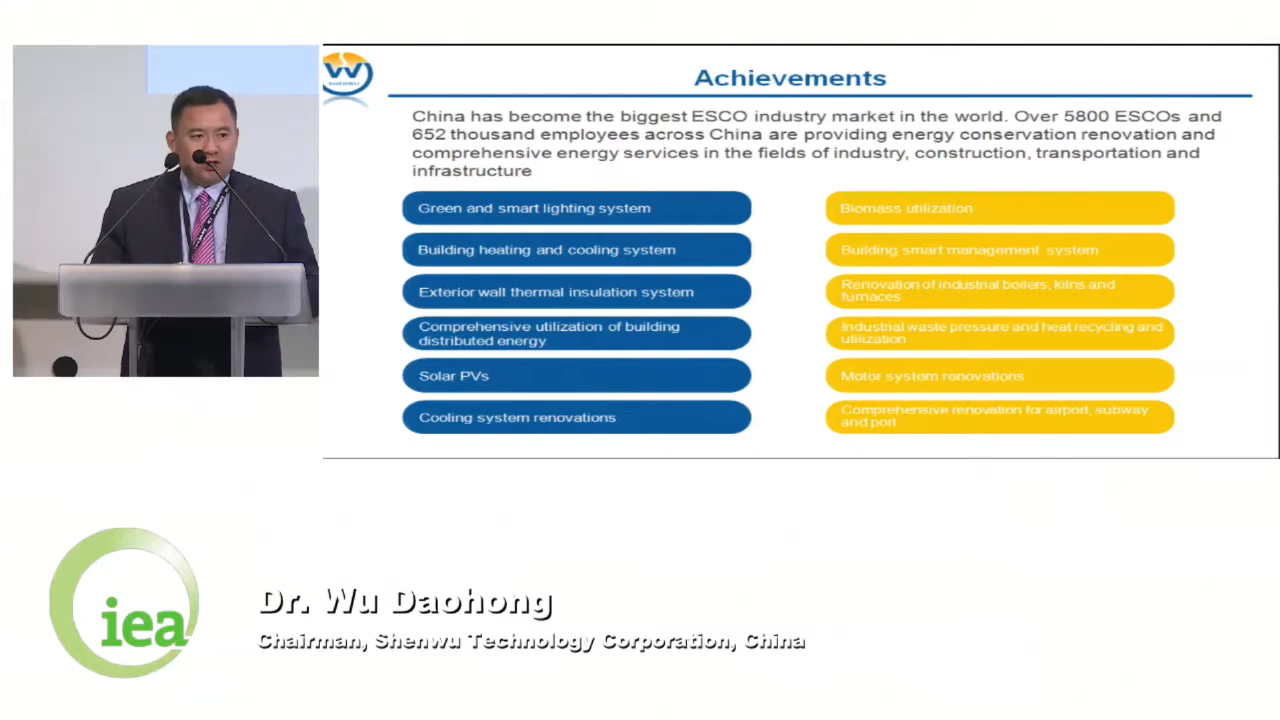 Achievements
China has become the biggest ESCO industry market in the world. Over 5800 ESCOs and
652 thousand employees across China are providing energy conservation renovation and
comprehensive energy services in the fields of industry, construction, transportation and
infrastructure
Green and smart lighting system
Building heating and cooling system
Exterior wall thermal insulation system
Comprehensive utilization of building
distributed energy
Solar PVs
Cooling system renovations
Biomass utilization
Building smart management system
Renovation of industrial boilers, kilns and
furnaces
Industrial waste pressure and heat recycling and
utilization
Motor system renovations
Comprehensive renovation for airport, subway
and port
iea
Dr. Wu Daohong
Chairman, Shenwu Technology Corporation, China